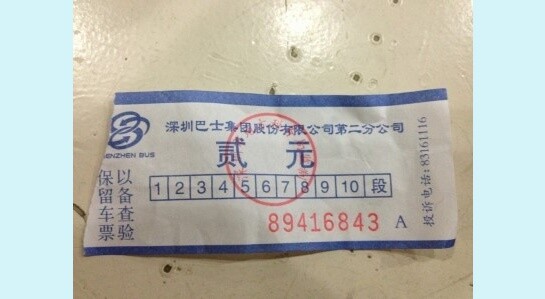 深圳巴士集团股份有限公司第二分公司
SHENZHEN BUS
贰 元
1 2 3 4 5 6 7 8 9 10 段
89416843 A
保留车票
以备查验
投诉电话:83161116